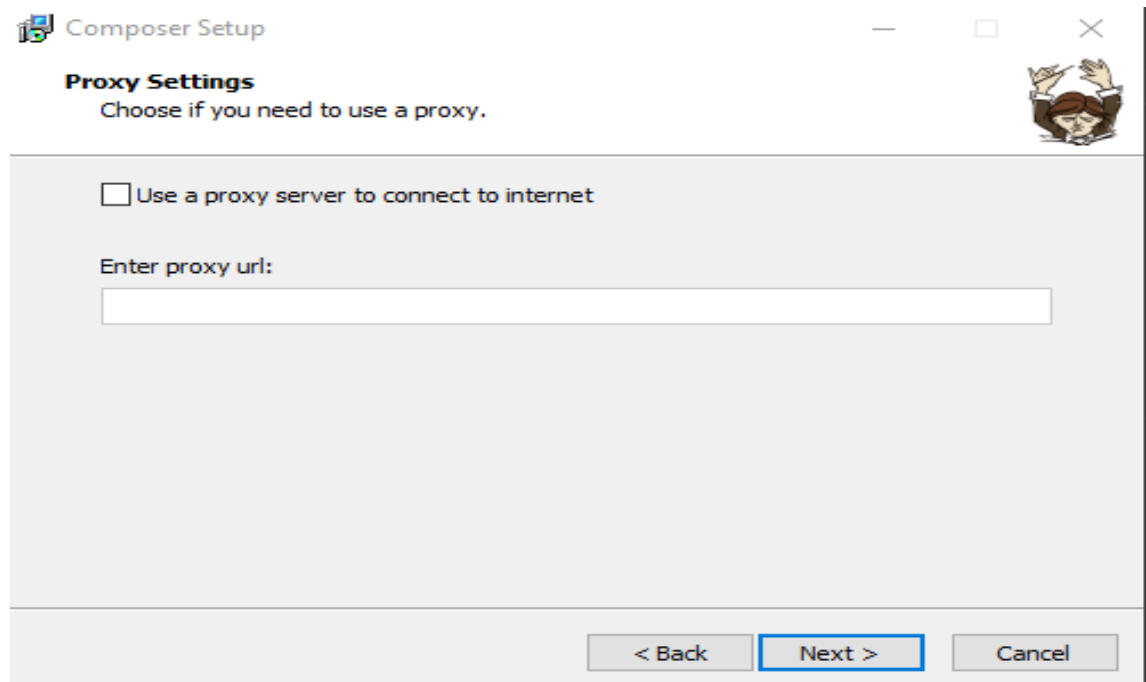 Composer Setup
Proxy Settings
Choose if you need to use a proxy.
Use a proxy server to connect to internet
Enter proxy url:
< Back
Next >
Cancel